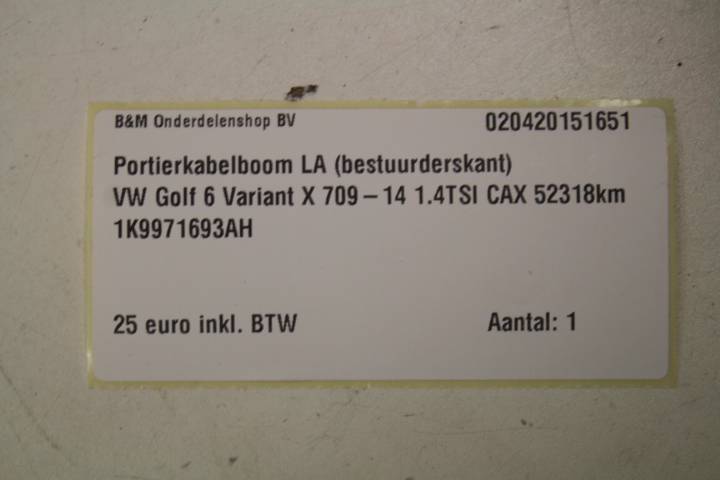 B&M Onderdelenshop BV 020420151651
Portierkabelboom LA (bestuurderskant)
VW Golf 6 Variant X 709 – 14 1.4TSI CAX 52318km
1K9971693AH
25 euro inkl. BTW Aantal: 1